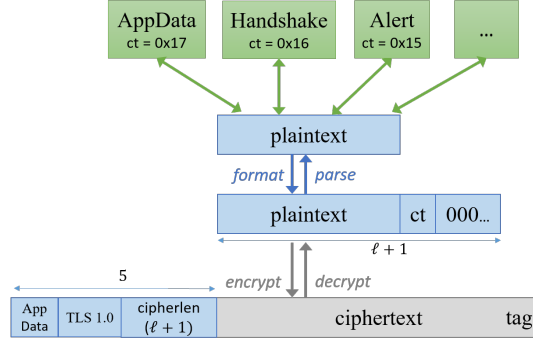 AppData
ct = 0x17
Handshake
ct = 0x16
Alert
ct = 0x15
...
plaintext
format
parse
plaintext
ct
000...
ℓ + 1
5
encrypt
decrypt
App
Data
TLS 1.0
cipherlen
(ℓ + 1)
ciphertext
tag